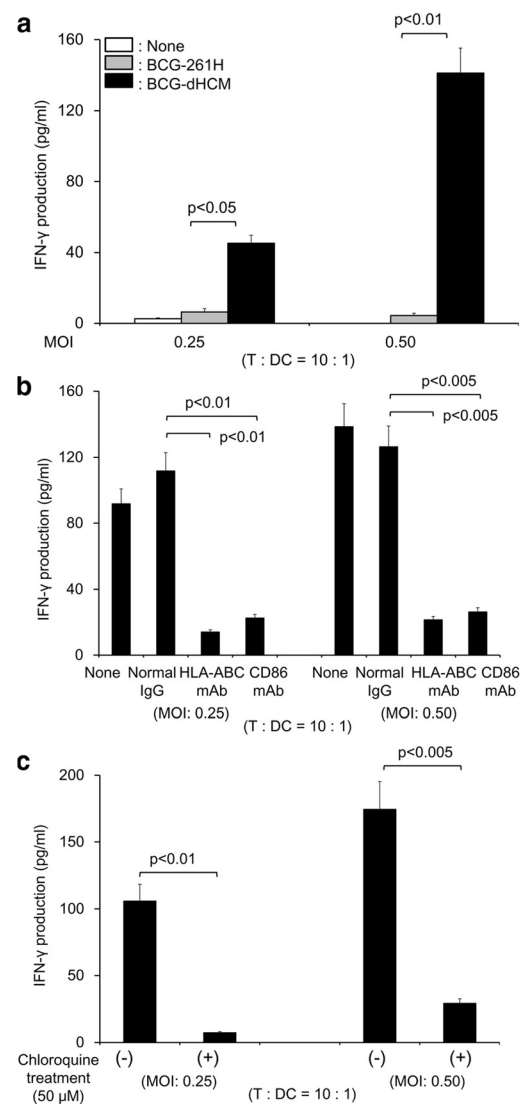 a
IFN-γ production (pg/ml)
160
120
80
40
0
: None
: BCG-261H
: BCG-dHCM
p<0.05
p<0.01
MOI
0.25
0.50
(T : DC = 10 : 1)
b
IFN-γ production (pg/ml)
160
120
80
40
0
p<0.01
p<0.01
p<0.005
p<0.005
None Normal HLA-ABC CD86 None Normal HLA-ABC CD86
IgG mAb mAb IgG mAb mAb
(MOI: 0.25) (MOI: 0.50)
(T : DC = 10 : 1)
c
IFN-γ production (pg/ml)
200
150
100
50
0
p<0.01
p<0.005
Chloroquine
treatment
(50 μM)
(-) (+) (-) (+)
(MOI: 0.25) (MOI: 0.50)
(T : DC = 10 : 1)